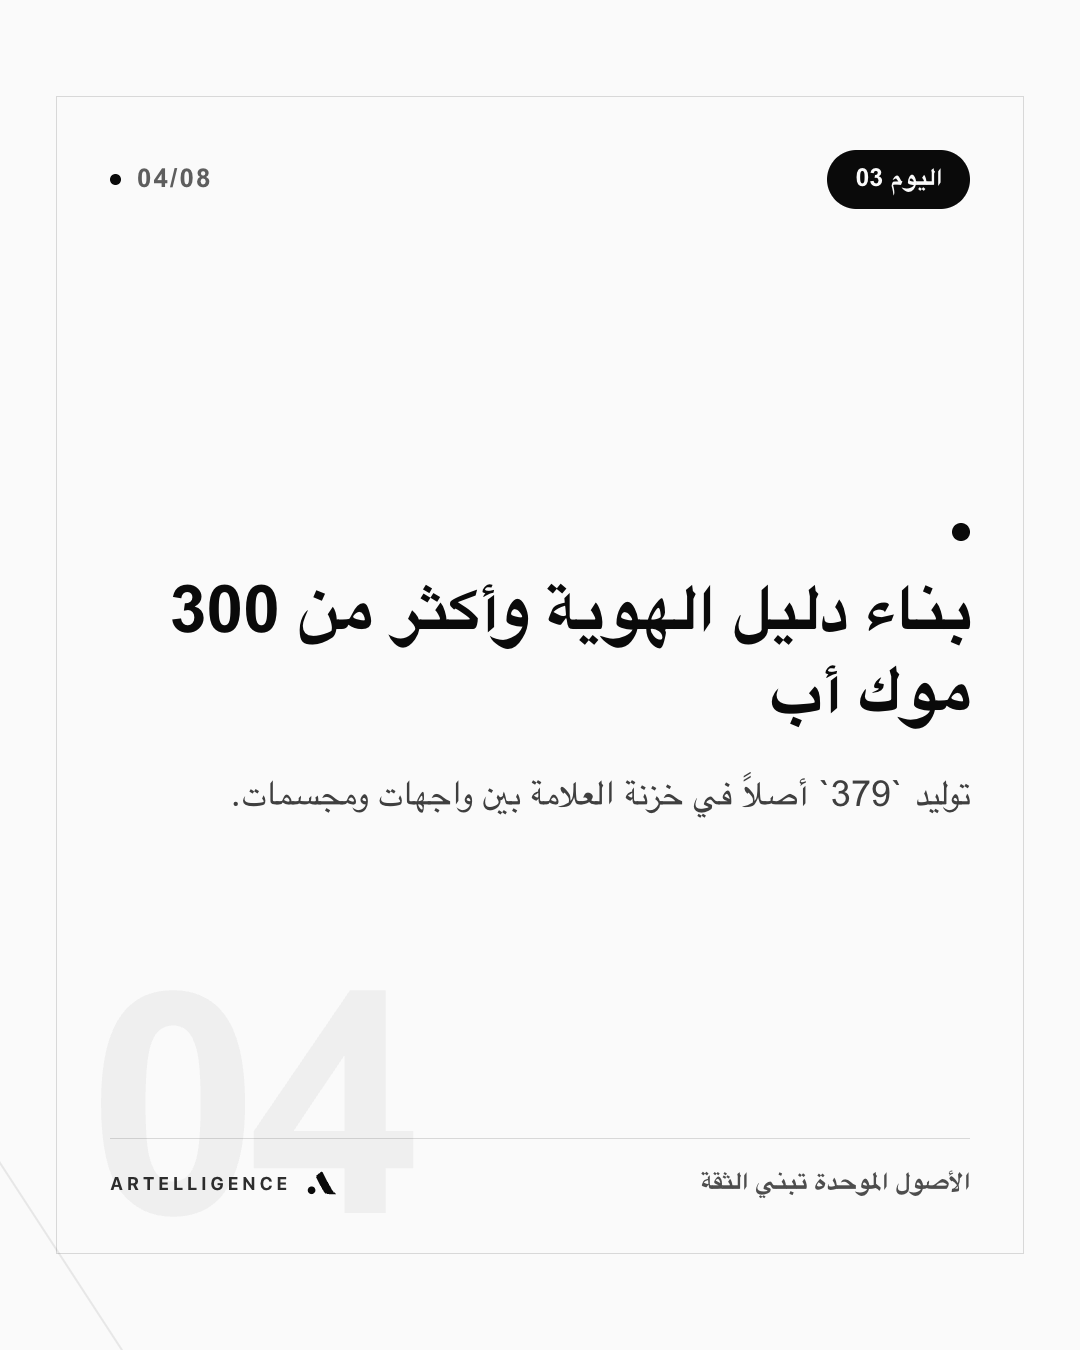 اليوم 03
04/08
بناء دليل الهوية وأكثر من 300
موك أب
توليد `379` أصلاً في خزنة العلامة بين واجهات ومجسمات.
04
الأصول الموحدة تبني الثقة
ARTELLIGENCE